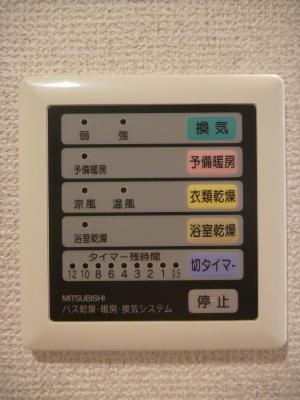 弱 強 換気
予備暖房 予備暖房
涼風 温風 衣類乾燥
浴室乾燥 浴室乾燥
タイマー残時間
12 10 8 6 4 3 2 1 0.5 切タイマー
MITSUBISHI
バス乾燥・暖房・換気システム
停止